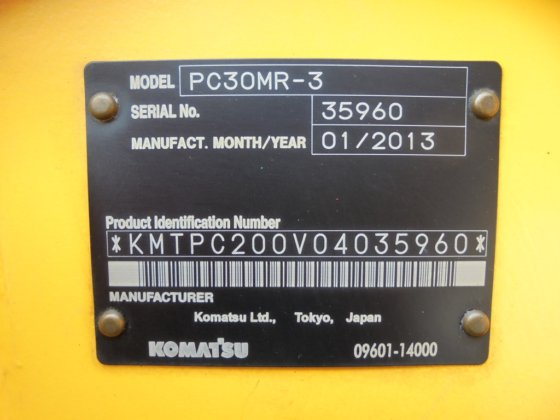 MODEL PC30MR-3
SERIAL No. 35960
MANUFACT. MONTH/YEAR 01/2013
Product Identification Number
*KMTPC200V04035960*
MANUFACTURER
Komatsu Ltd., Tokyo, Japan
KOMATSU 09601-14000